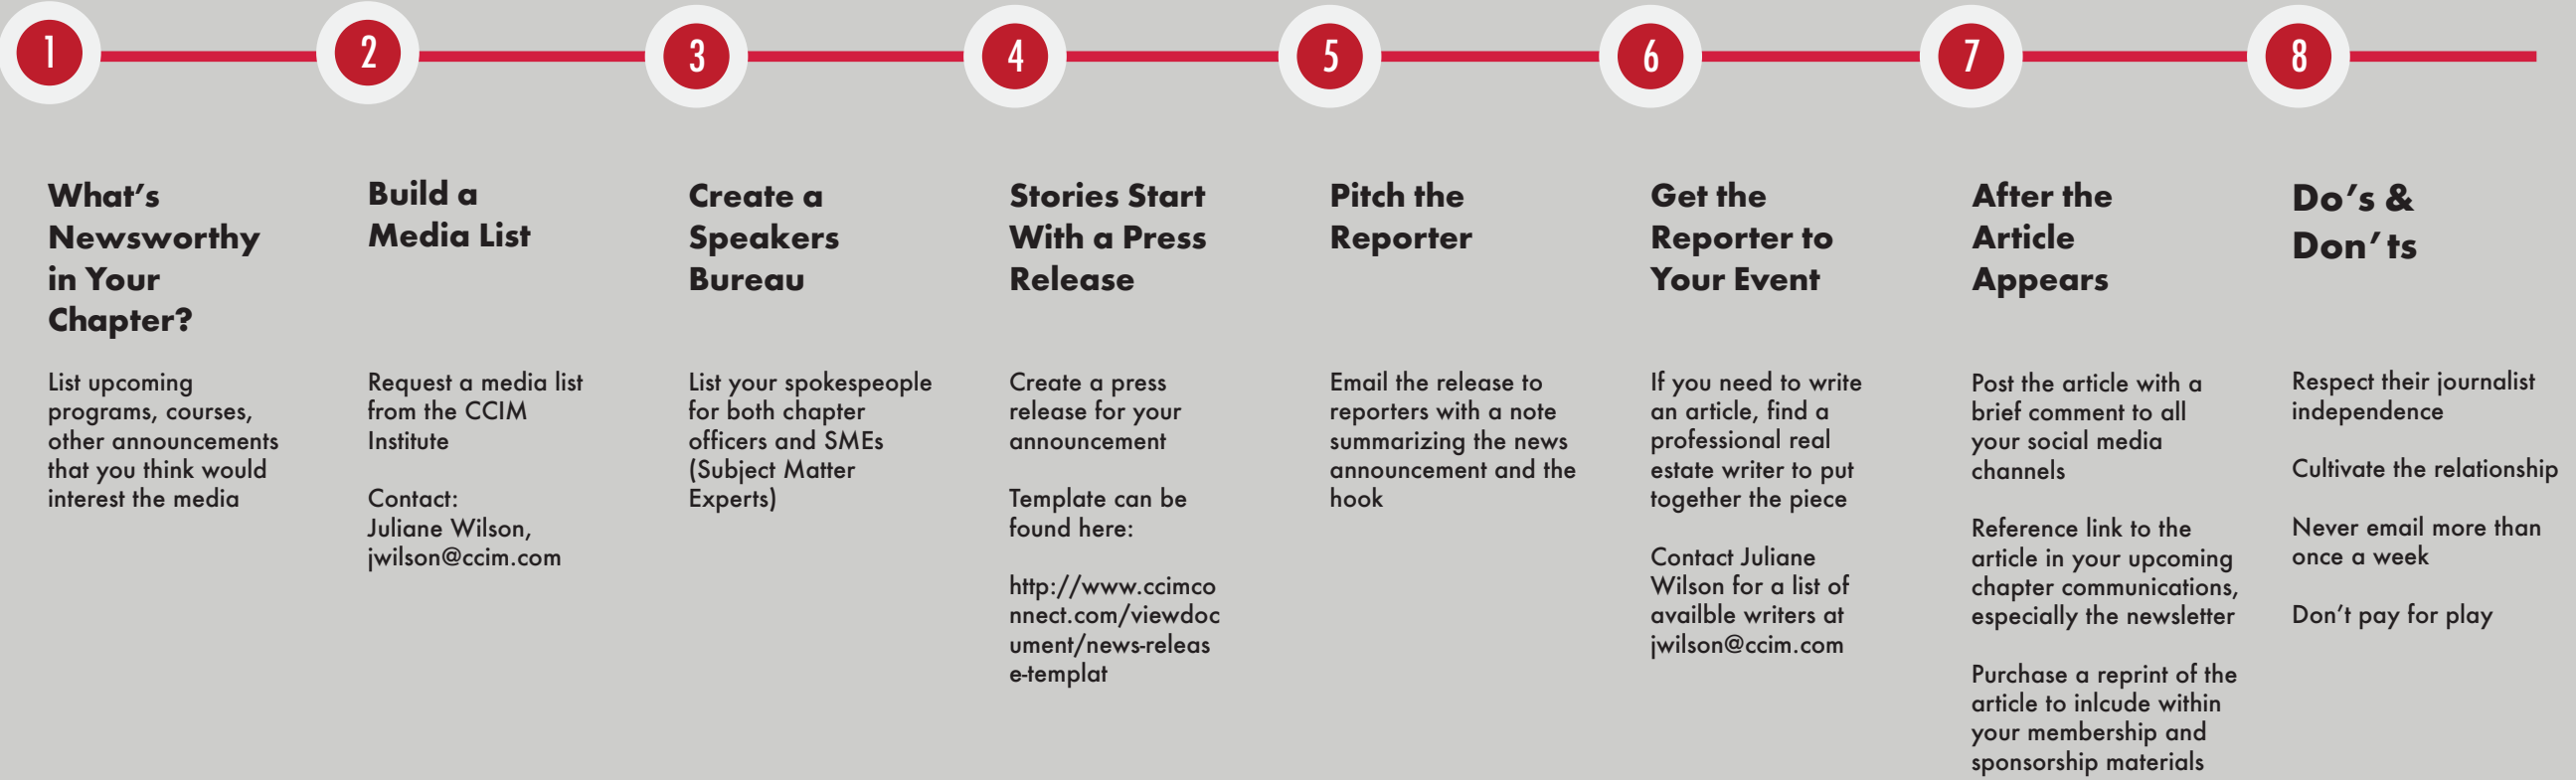 1
What's
Newsworthy
in Your
Chapter?
List upcoming
programs, courses,
other announcements
that you think would
interest the media
2
Build a
Media List
Request a media list
from the CCIM
Institute
Contact:
Juliane Wilson,
jwilson@ccim.com
3
Create a
Speakers
Bureau
List your spokespeople
for both chapter
officers and SMEs
(Subject Matter
Experts)
4
Stories Start
With a Press
Release
Create a press
release for your
announcement
Template can be
found here:
http://www.ccimco
nnect.com/viewdoc
ument/news-releas
e-templat
5
Pitch the
Reporter
Email the release to
reporters with a note
summarizing the news
announcement and the
hook
6
Get the
Reporter to
Your Event
If you need to write
an article, find a
professional real
estate writer to put
together the piece
Contact Juliane
Wilson for a list of
availble writers at
jwilson@ccim.com
7
After the
Article
Appears
Post the article with a
brief comment to all
your social media
channels
Reference link to the
article in your upcoming
chapter communications,
especially the newsletter
Purchase a reprint of the
article to inlcude within
your membership and
sponsorship materials
8
Do's &
Don' ts
Respect their journalist
independence
Cultivate the relationship
Never email more than
once a week
Don't pay for play